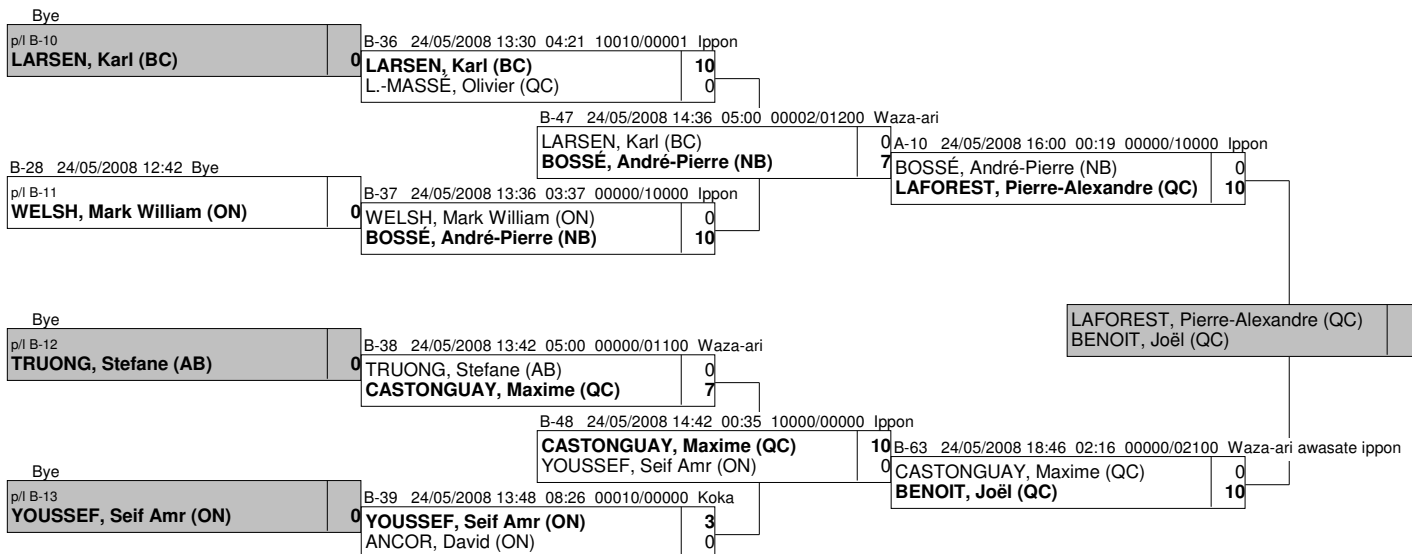 Bye
p/l B-10
LARSEN, Karl (BC) 0
B-36 24/05/2008 13:30 04:21 10010/00001 Ippon
LARSEN, Karl (BC) 10
L.-MASSÉ, Olivier (QC) 0
B-47 24/05/2008 14:36 05:00 00002/01200 Waza-ari
LARSEN, Karl (BC) 0
BOSSÉ, André-Pierre (NB) 7
A-10 24/05/2008 16:00 00:19 00000/10000 Ippon
BOSSÉ, André-Pierre (NB) 0
LAFOREST, Pierre-Alexandre (QC) 10
B-28 24/05/2008 12:42 Bye
p/l B-11
WELSH, Mark William (ON) 0
B-37 24/05/2008 13:36 03:37 00000/10000 Ippon
WELSH, Mark William (ON) 0
BOSSÉ, André-Pierre (NB) 10
LAFOREST, Pierre-Alexandre (QC)
BENOIT, Joël (QC)
Bye
p/l B-12
TRUONG, Stefane (AB) 0
B-38 24/05/2008 13:42 05:00 00000/01100 Waza-ari
TRUONG, Stefane (AB) 0
CASTONGUAY, Maxime (QC) 7
B-48 24/05/2008 14:42 00:35 10000/00000 Ippon
CASTONGUAY, Maxime (QC) 10
YOUSSEF, Seif Amr (ON) 0
B-63 24/05/2008 18:46 02:16 00000/02100 Waza-ari awasate ippon
CASTONGUAY, Maxime (QC) 0
BENOIT, Joël (QC) 10
Bye
p/l B-13
YOUSSEF, Seif Amr (ON) 0
B-39 24/05/2008 13:48 08:26 00010/00000 Koka
YOUSSEF, Seif Amr (ON) 3
ANCOR, David (ON) 0